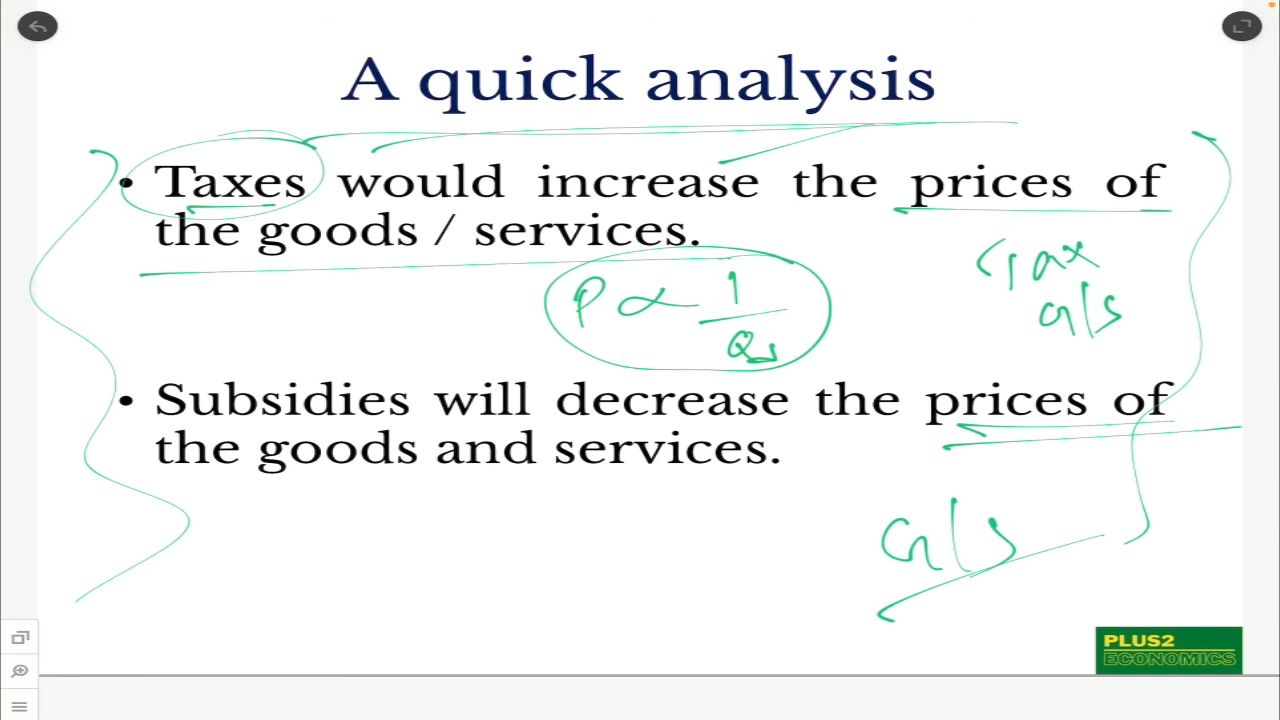 A quick analysis
• Taxes would increase the prices of
the goods / services.
Tax
G/s
P ∝ 1
Qd
• Subsidies will decrease the prices of
the goods and services.
G/s
PLUS2
ECONOMICS